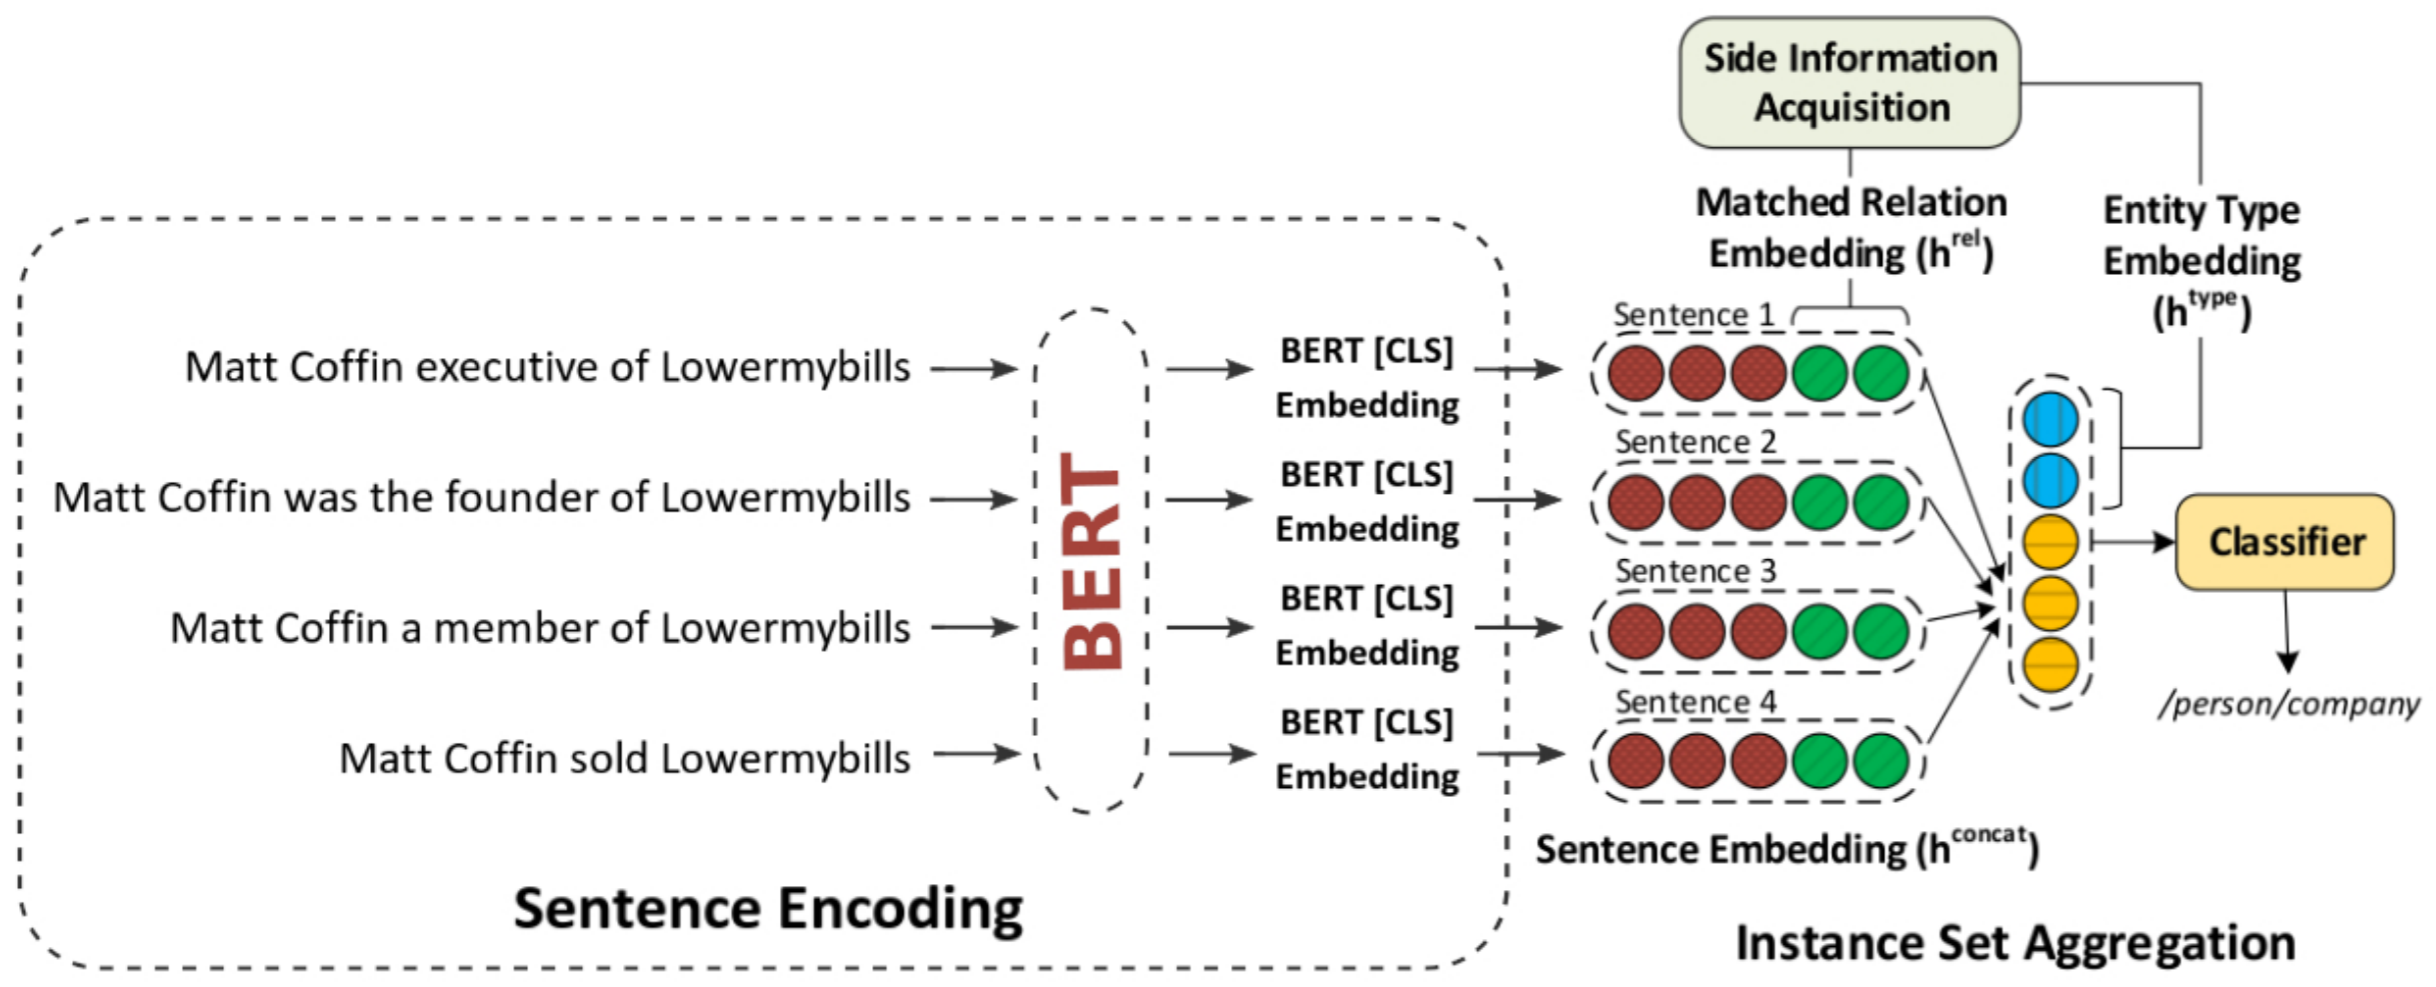 Side Information
Acquisition
Matched Relation
Embedding (h^rel)
Entity Type
Embedding
(h^type)
Matt Coffin executive of Lowermybills
Matt Coffin was the founder of Lowermybills
Matt Coffin a member of Lowermybills
Matt Coffin sold Lowermybills
BERT
BERT [CLS]
Embedding
BERT [CLS]
Embedding
BERT [CLS]
Embedding
BERT [CLS]
Embedding
Sentence Encoding
Sentence 1
Sentence 2
Sentence 3
Sentence 4
Sentence Embedding (h^concat)
Classifier
/person/company
Instance Set Aggregation